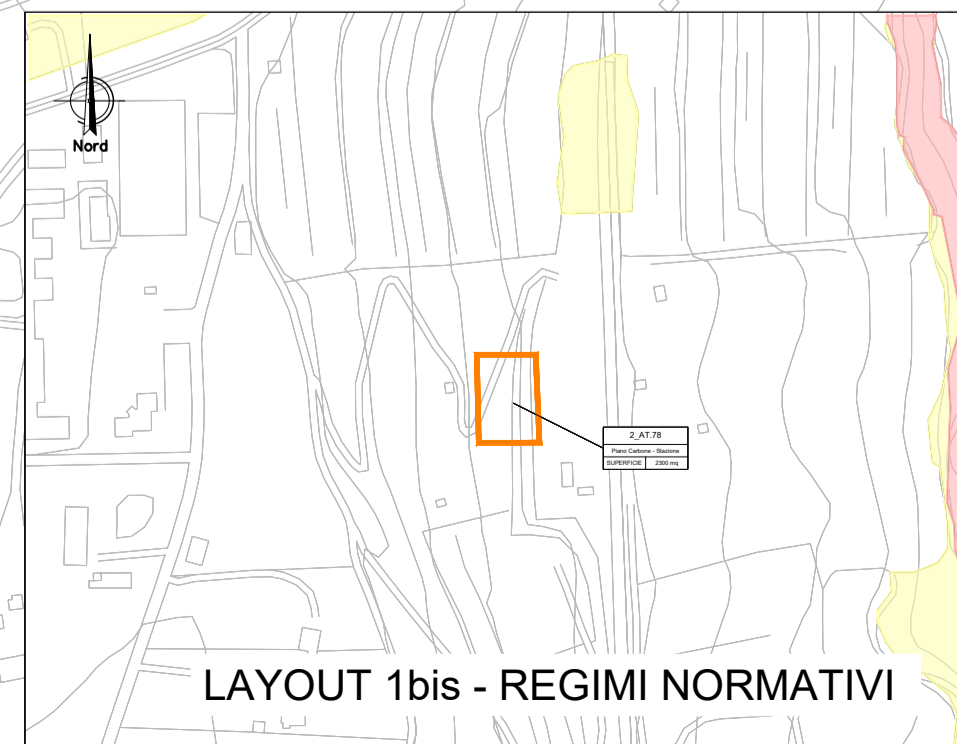 Nord
2_AT.78
Piano Carbone - Stazione
SUPERFICIE 2300 mq
LAYOUT 1bis - REGIMI NORMATIVI